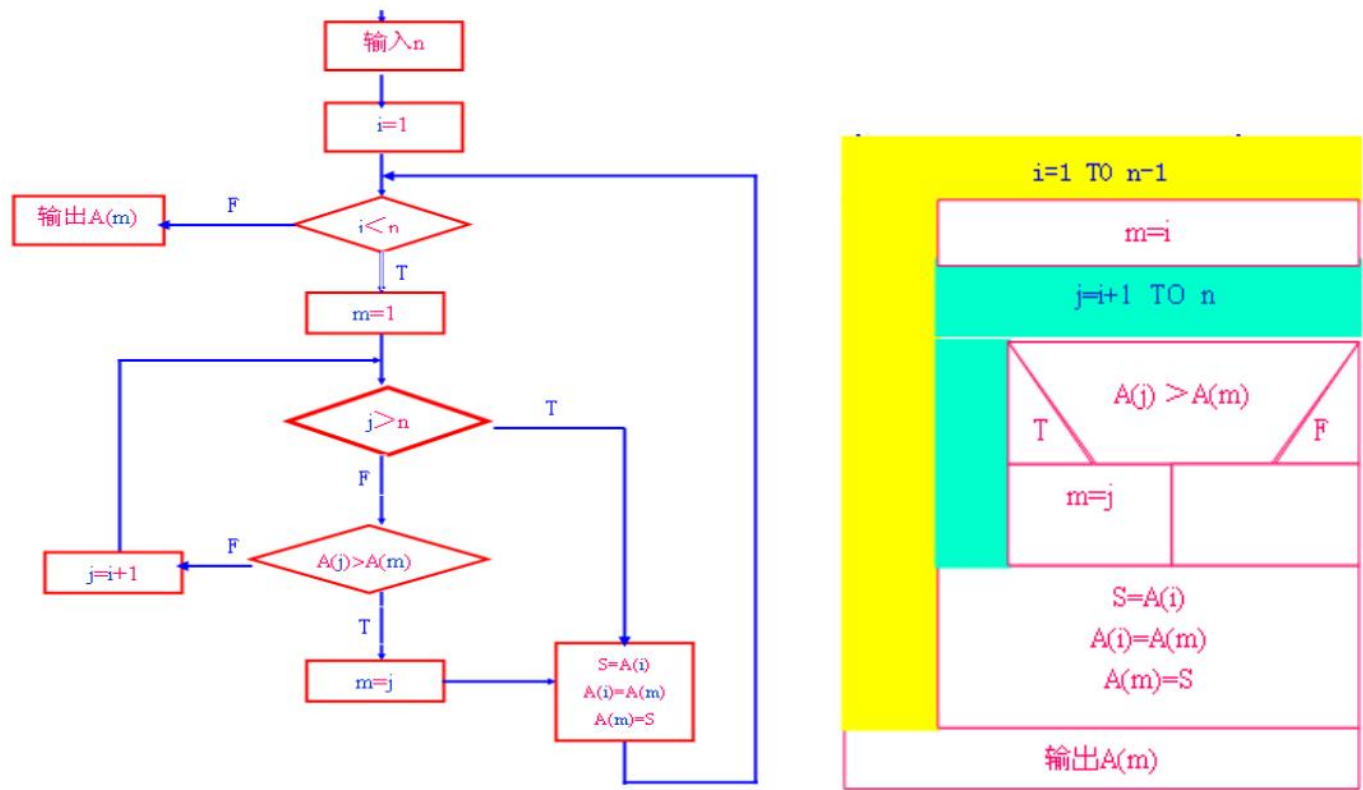 输入n
i=1
i＜n
F
输出A(m)
T
m=1
j＞n
T
F
A(j)>A(m)
F
j=i+1
T
m=j
S=A(i)
A(i)=A(m)
A(m)=S
i=1 TO n-1
m=i
j=i+1 TO n
A(j) ＞A(m)
T
F
m=j
S=A(i)
A(i)=A(m)
A(m)=S
输出A(m)